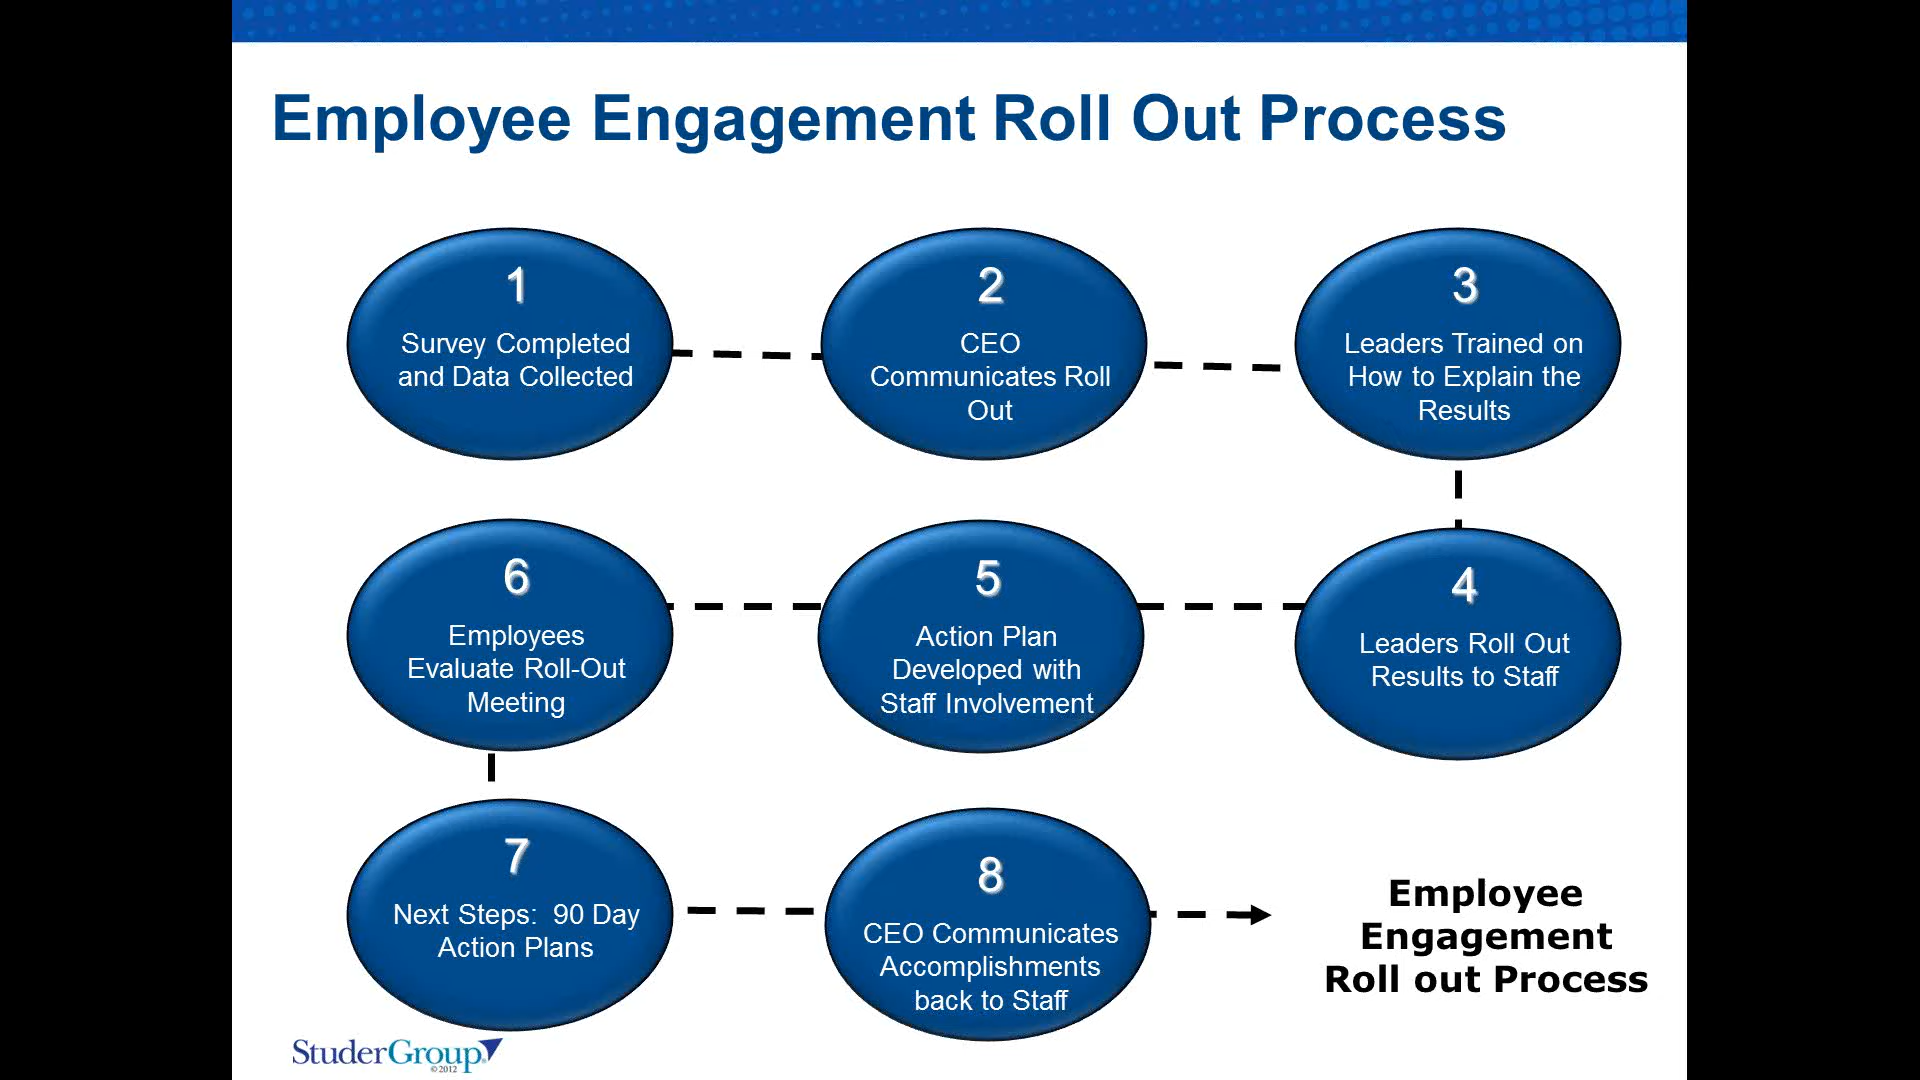 Employee Engagement Roll Out Process
1
Survey Completed
and Data Collected
2
CEO
Communicates Roll
Out
3
Leaders Trained on
How to Explain the
Results
4
Leaders Roll Out
Results to Staff
5
Action Plan
Developed with
Staff Involvement
6
Employees
Evaluate Roll-Out
Meeting
7
Next Steps:  90 Day
Action Plans
8
CEO Communicates
Accomplishments
back to Staff
Employee
Engagement
Roll out Process
StuderGroup
©2012